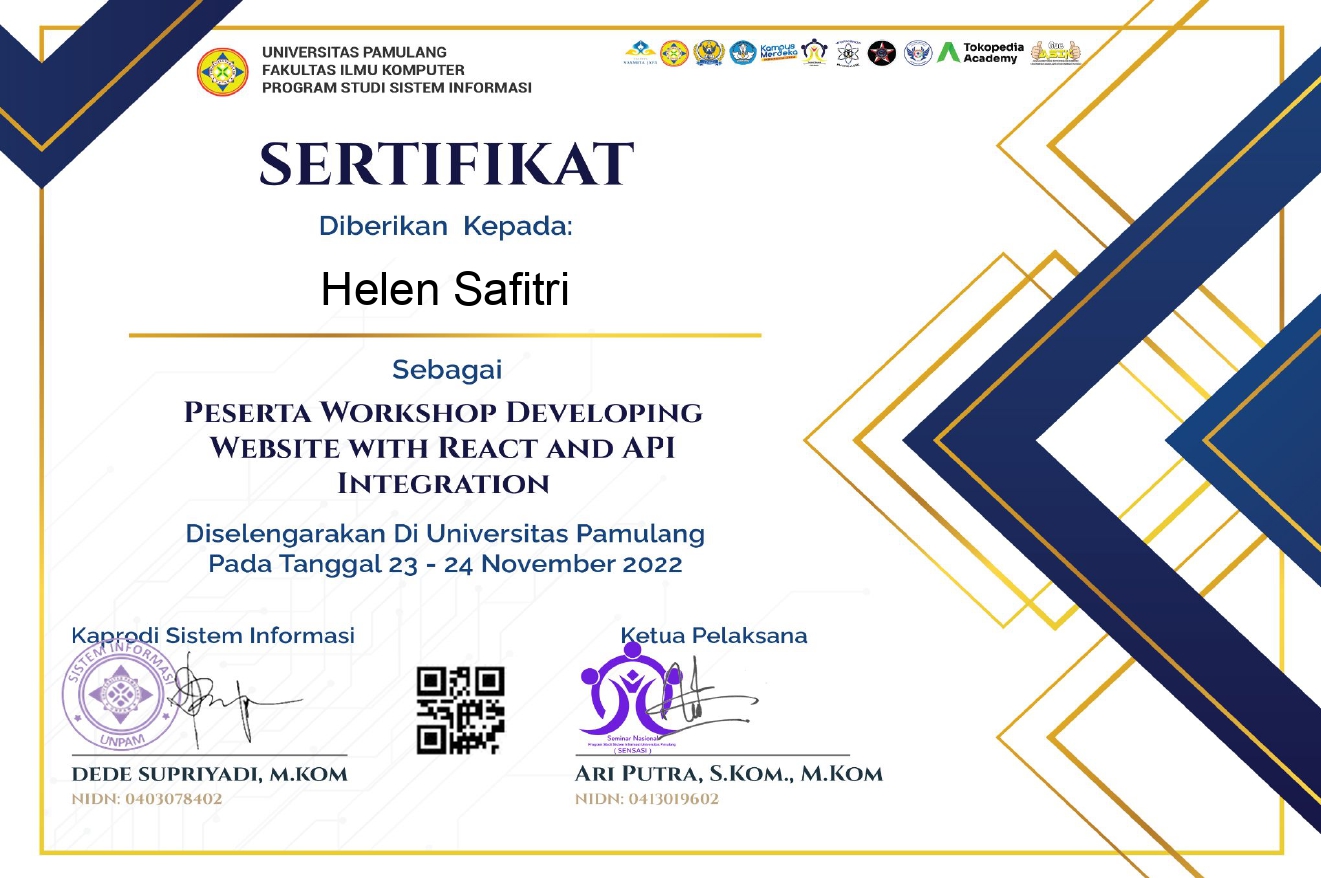 UNIVERSITAS PAMULANG
FAKULTAS ILMU KOMPUTER
PROGRAM STUDI SISTEM INFORMASI
Kampus
Merdeka
Tokopedia
Academy
SERTIFIKAT
Diberikan Kepada:
Helen Safitri
Sebagai
PESERTA WORKSHOP DEVELOPING
WEBSITE WITH REACT AND API
INTEGRATION
Diselengarakan Di Universitas Pamulang
Pada Tanggal 23 - 24 November 2022
Kaprodi Sistem Informasi
SISTEM INFORMASI
UNPAM
DEDE SUPRIYADI, M.KOM
NIDN: 0403078402
Ketua Pelaksana
Seminar Nasional
( SENSASI )
ARI PUTRA, S.KOM., M.KOM
NIDN: 0413019602